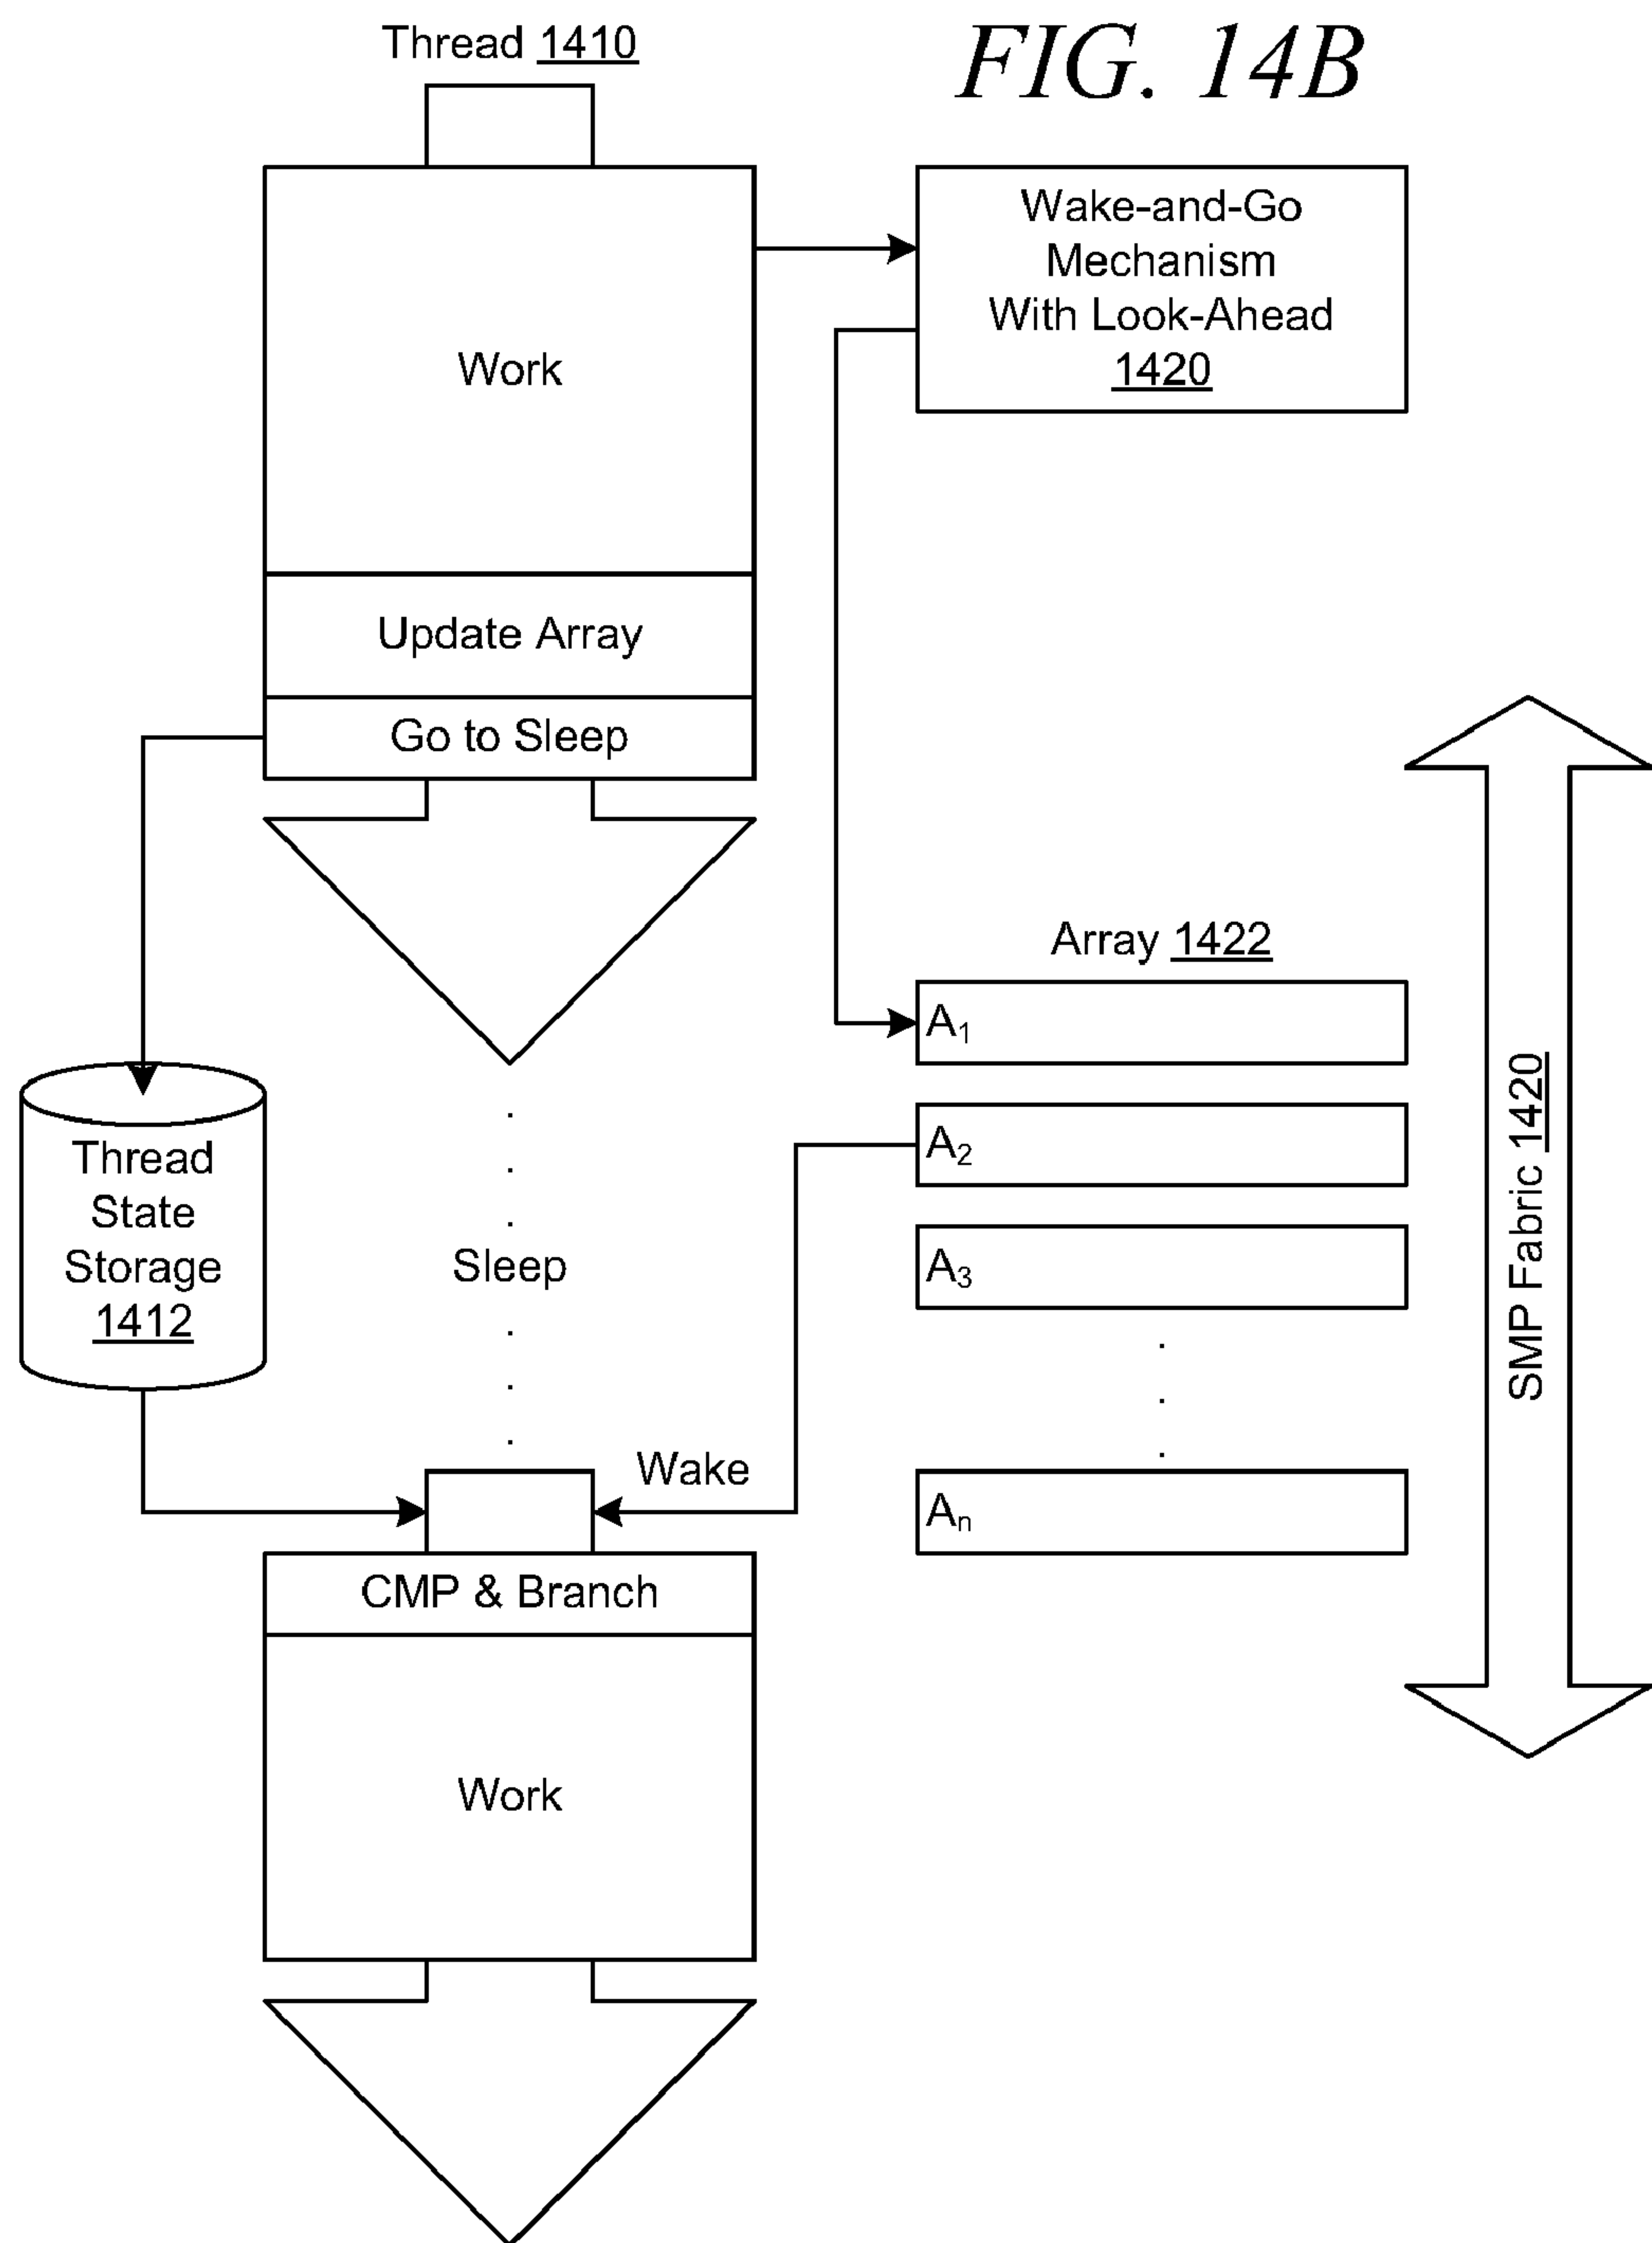 Thread 1410
FIG. 14B
Work
Wake-and-Go
Mechanism
With Look-Ahead
1420
Update Array
Go to Sleep
Array 1422
A1
A2
A3
An
SMP Fabric 1420
Thread
State
Storage
1412
Sleep
Wake
CMP & Branch
Work